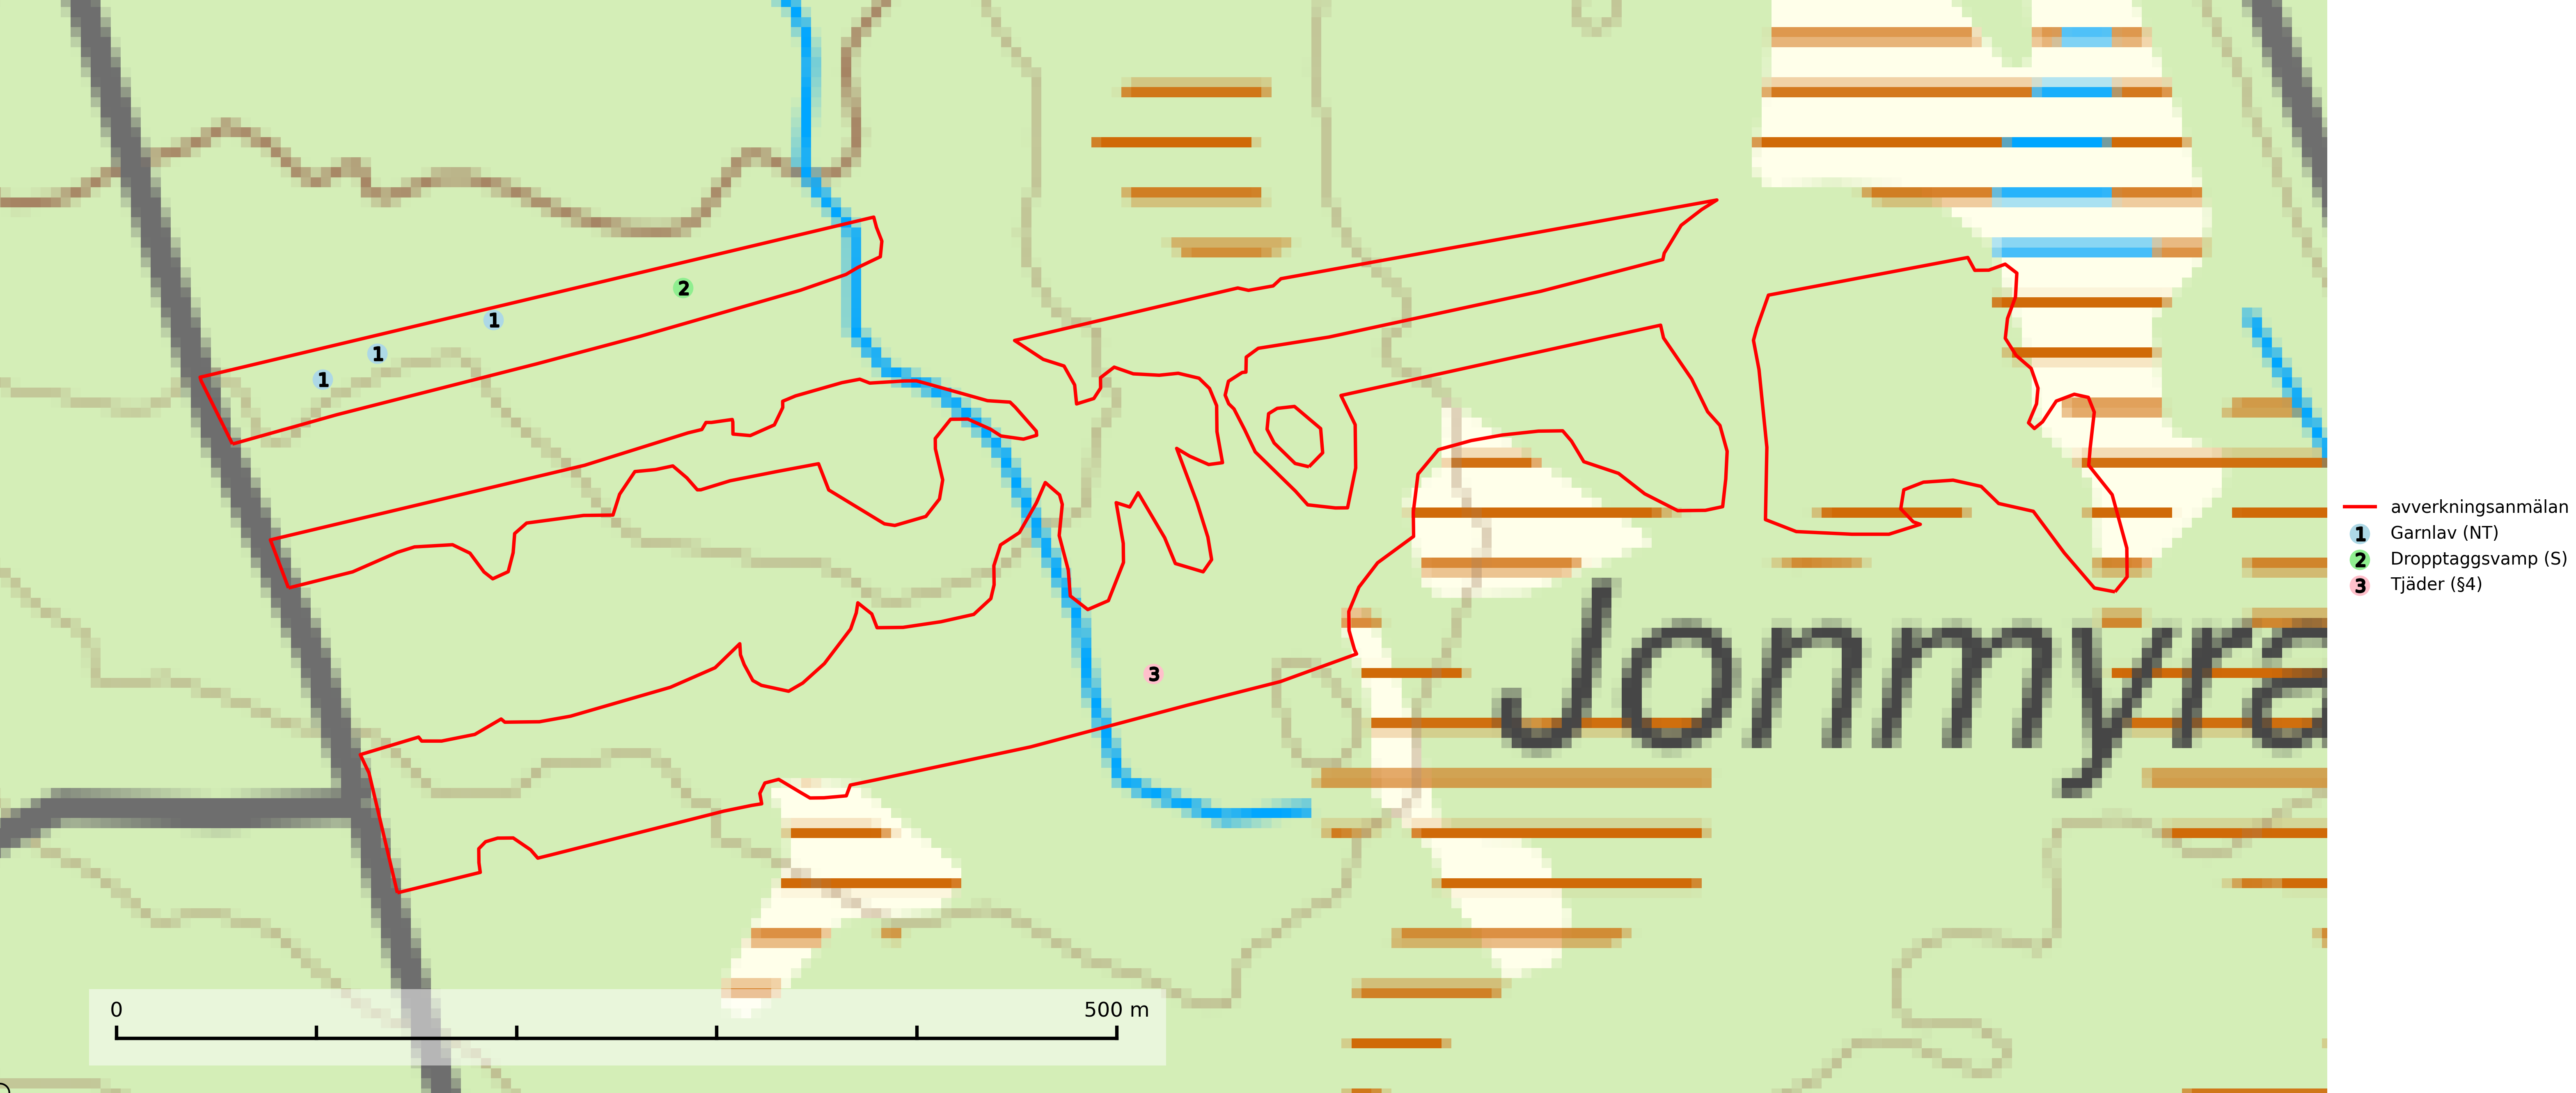 2
1
1
1
avverkningsanmälan
1 Garnlav (NT)
2 Dropptaggsvamp (S)
3 Tjäder (§4)
3
Jonmyra
0 500 m